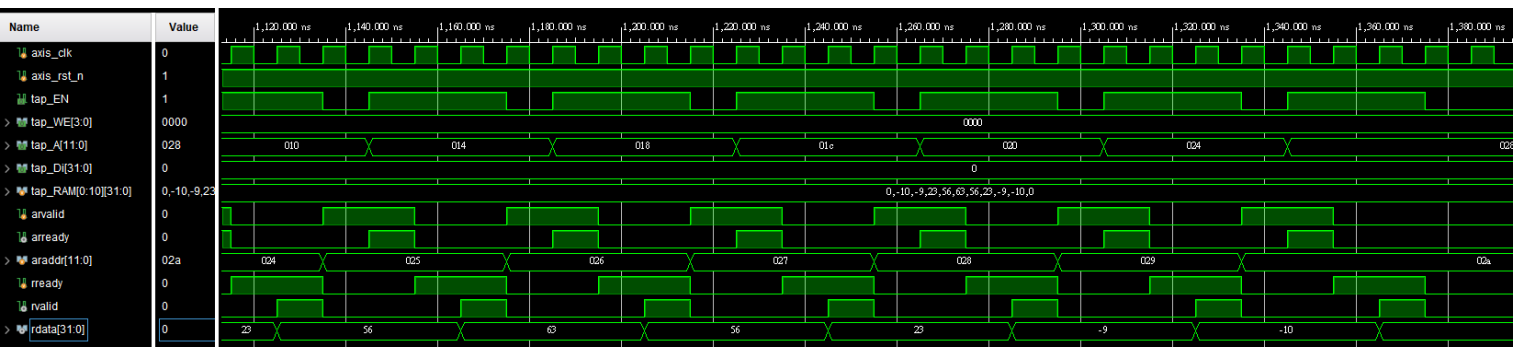 Name Value 1,120.000 ns 1,140.000 ns 1,160.000 ns 1,180.000 ns 1,200.000 ns 1,220.000 ns 1,240.000 ns 1,260.000 ns 1,280.000 ns 1,300.000 ns 1,320.000 ns 1,340.000 ns 1,360.000 ns 1,380.000 ns
axis_clk 0
axis_rst_n 1
tap_EN 1
tap_WE[3:0] 0000 0000
tap_A[11:0] 028 010 014 018 01c 020 024 028
tap_Di[31:0] 0 0
tap_RAM[0:10][31:0] 0,-10,-9,23 0,-10,-9,23,56,63,56,23,-9,-10,0
arvalid 0
arready 0
araddr[11:0] 02a 024 025 026 027 028 029 02a
rready 0
rvalid 0
rdata[31:0] 0 23 56 63 56 23 -9 -10